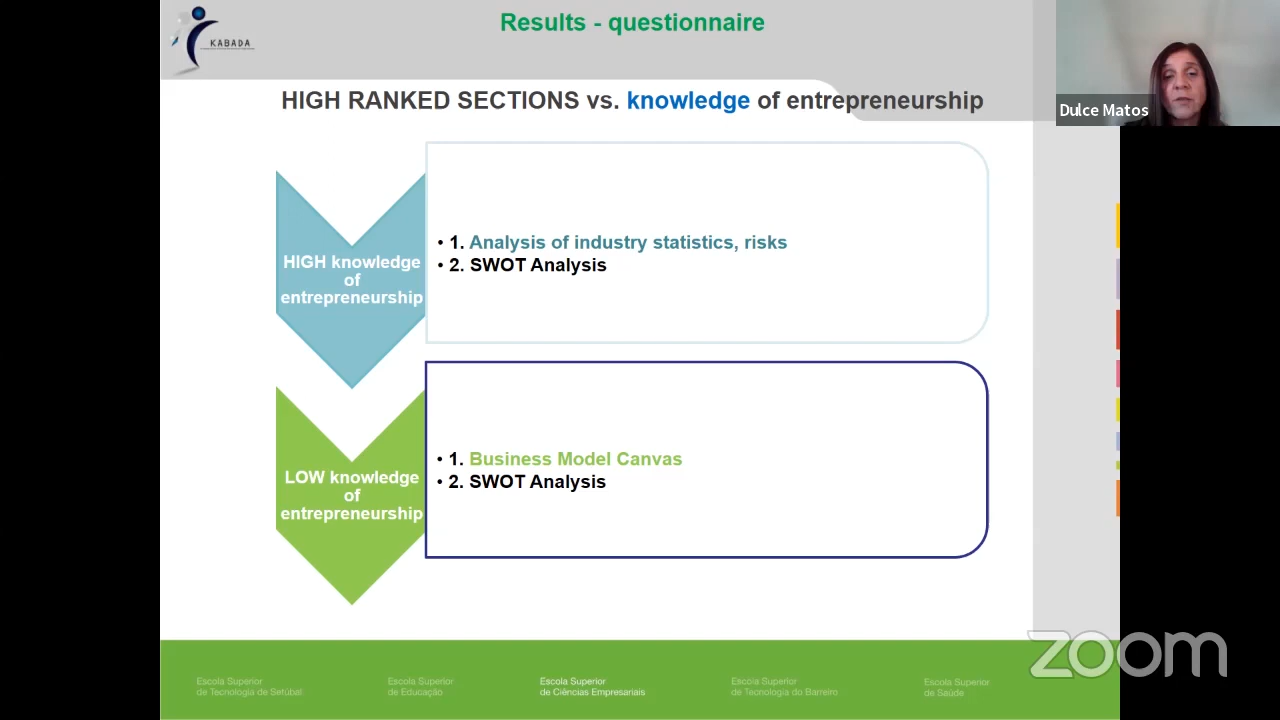 Results - questionnaire
KABADA
HIGH RANKED SECTIONS vs. knowledge of entrepreneurship
Dulce Matos
HIGH knowledge
of
entrepreneurship
• 1. Analysis of industry statistics, risks
• 2. SWOT Analysis
LOW knowledge
of
entrepreneurship
• 1. Business Model Canvas
• 2. SWOT Analysis
zoom
Escola Superior
de Tecnologia de Setúbal
Escola Superior
de Educação
Escola Superior
de Ciências Empresariais
Escola Superior
de Tecnologia do Barreiro
Escola Superior
de Saúde